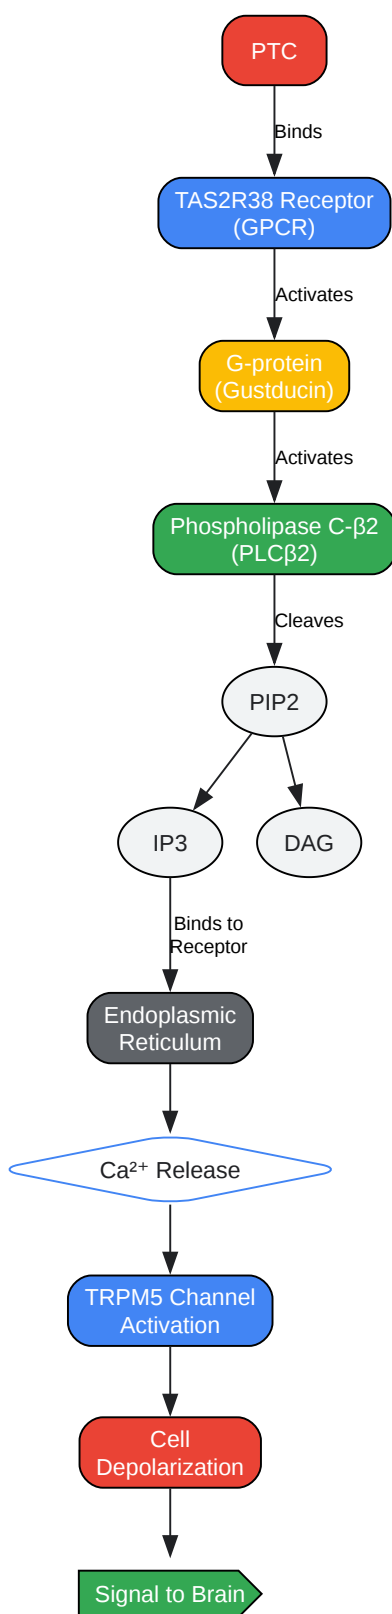 PTC
Binds
TAS2R38 Receptor
(GPCR)
Activates
G-protein
(Gustducin)
Activates
Phospholipase C-β2
(PLCβ2)
Cleaves
PIP2
IP3
DAG
Binds to
Receptor
Endoplasmic
Reticulum
Ca²⁺ Release
TRPM5 Channel
Activation
Cell
Depolarization
Signal to Brain